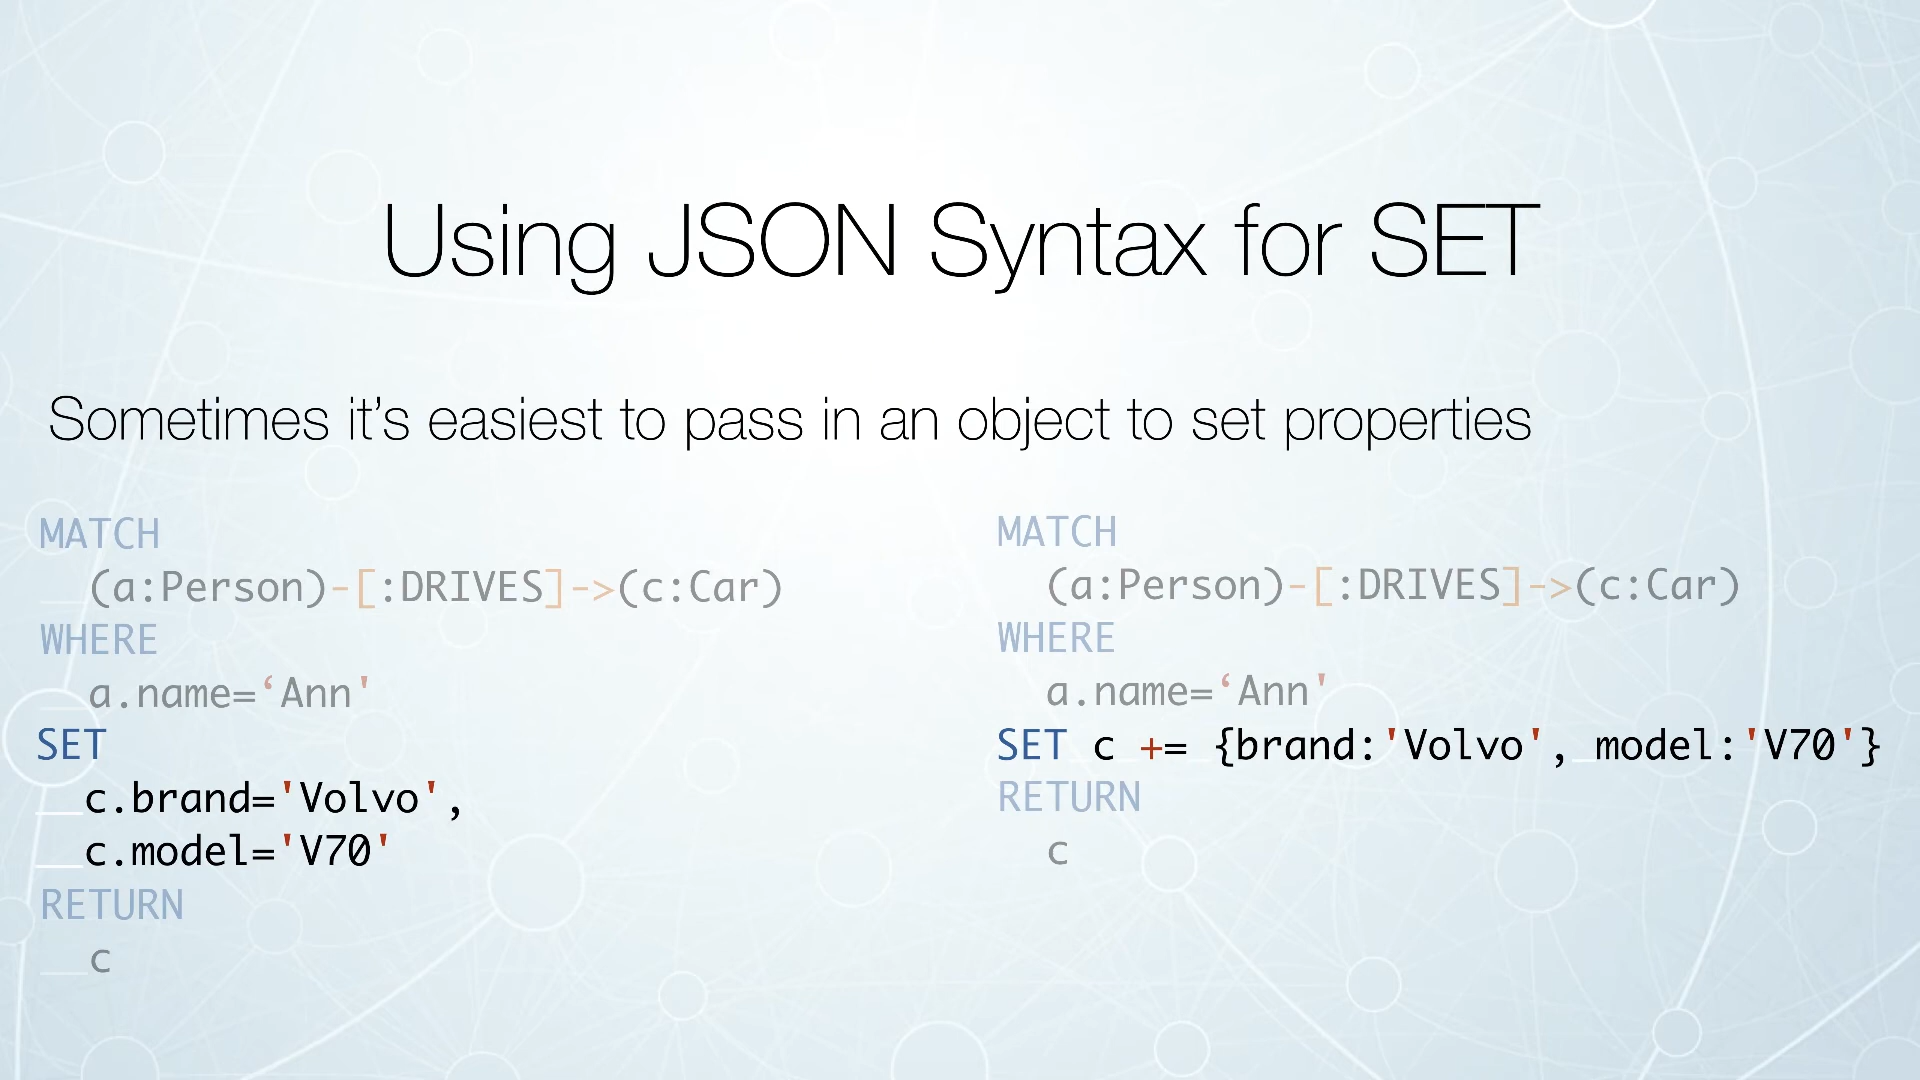 Using JSON Syntax for SET
Sometimes it’s easiest to pass in an object to set properties
MATCH
(a:Person)-[:DRIVES]->(c:Car)
WHERE
a.name=‘Ann'
SET
c.brand='Volvo',
c.model='V70'
RETURN
c
MATCH
(a:Person)-[:DRIVES]->(c:Car)
WHERE
a.name=‘Ann'
SET c += {brand:'Volvo', model:'V70'}
RETURN
c